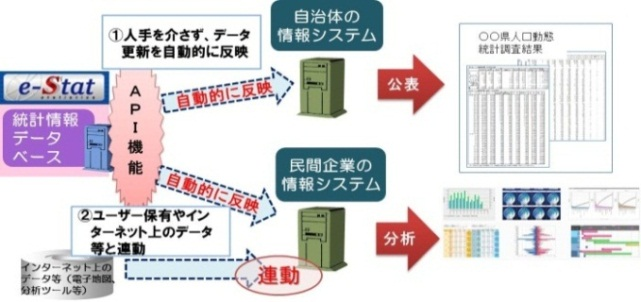 ①人手を介さず、データ
更新を自動的に反映
自治体の
情報システム
〇〇県人口動態
統計調査結果
e-Stat
統計情報
データ
ベース
API機能
自動的に反映
公表
自動的に反映
民間企業の
情報システム
②ユーザー保有やイン
ターネット上のデータ
等と連動
分析
インターネット上の
データ等（電子地図、
分析ツール等）
連動